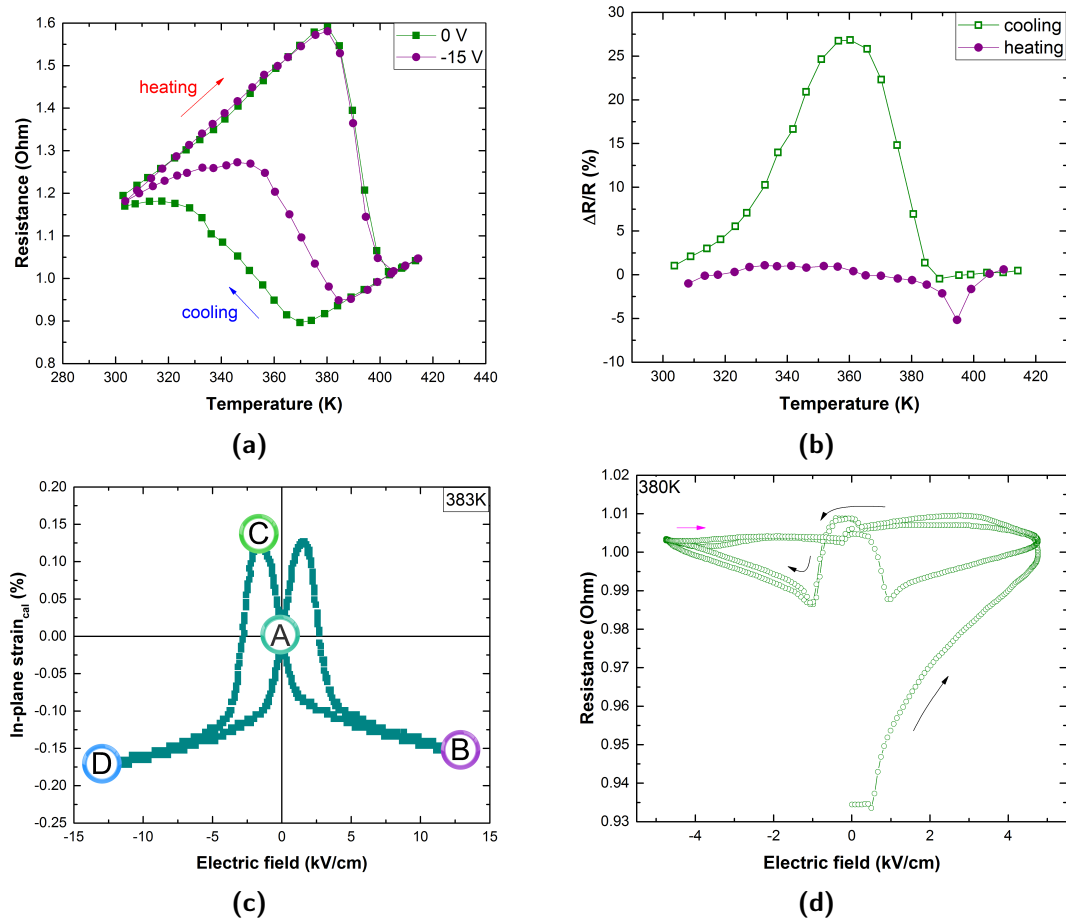 1.6
1.5
1.4
1.3
1.2
1.1
1.0
0.9
0.8
Resistance (Ohm)
0 V
-15 V
heating
cooling
280 300 320 340 360 380 400 420 440
Temperature (K)
(a)
30
25
20
15
10
5
0
-5
-10
ΔR/R (%)
cooling
heating
300 320 340 360 380 400 420
Temperature (K)
(b)
0.20
0.15
0.10
0.05
0.00
-0.05
-0.10
-0.15
-0.20
-0.25
In-plane strain_cal (%)
383K
C
A
B
D
-15 -10 -5 0 5 10 15
Electric field (kV/cm)
(c)
1.02
1.01
1.00
0.99
0.98
0.97
0.96
0.95
0.94
0.93
Resistance (Ohm)
380K
-4 -2 0 2 4
Electric field (kV/cm)
(d)